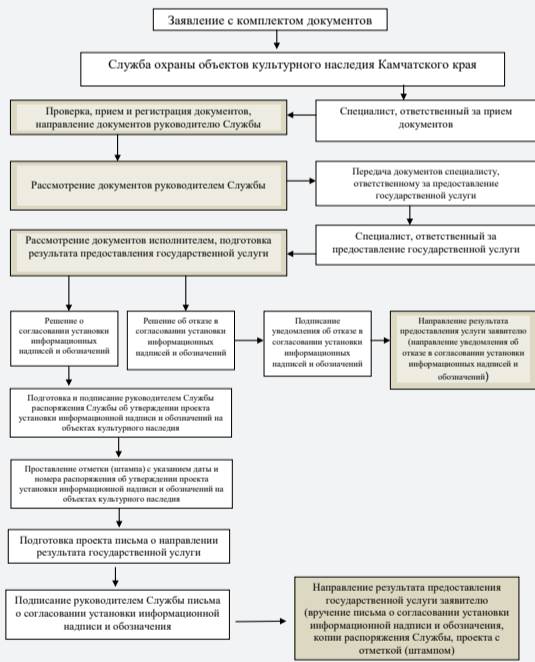 Заявление с комплектом документов
Служба охраны объектов культурного наследия Камчатского края
Проверка, прием и регистрация документов,
направление документов руководителю Службы
Специалист, ответственный за прием
документов
Рассмотрение документов руководителем Службы
Передача документов специалисту,
ответственному за предоставление
государственной услуги
Рассмотрение документов исполнителем, подготовка
результата предоставления государственной услуги
Специалист, ответственный за
предоставление государственной услуги
Решение о
согласовании установки
информационных
надписей и обозначений
Решение об отказе в
согласовании установки
информационных
надписей и обозначений
Подписание
уведомления об отказе в
согласовании установки
информационных
надписей и обозначений
Направление результата
предоставления услуги заявителю
(направление уведомления об
отказе в согласовании установки
информационных надписей и
обозначений)
Подготовка и подписание руководителем Службы
распоряжения Службы об утверждении проекта
установки информационной надписи и обозначения на
объектах культурного наследия
Проставление отметки (штампа) с указанием даты и
номера распоряжения об утверждении проекта
установки информационной надписи и обозначения на
объектах культурного наследия
Подготовка проекта письма о направлении
результата государственной услуги
Подписание руководителем Службы письма
о согласовании установки информационной
надписи и обозначения
Направление результата предоставления
государственной услуги заявителю
(вручение письма о согласовании установки
информационной надписи и обозначения,
копии распоряжения Службы, проекта с
отметкой (штампом)